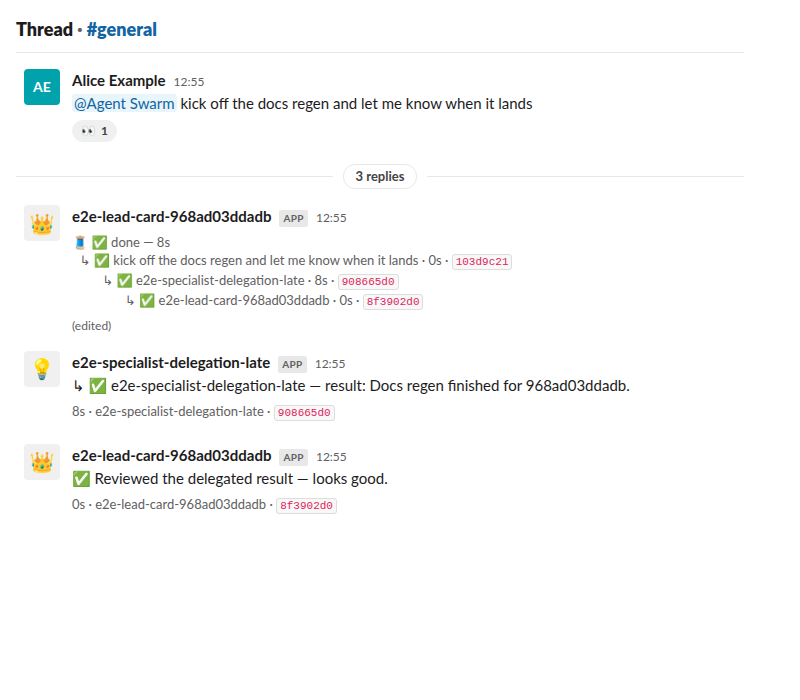 Thread • #general
AE
Alice Example 12:55
@Agent Swarm kick off the docs regen and let me know when it lands
👀 1
3 replies
e2e-lead-card-968ad03ddadb APP 12:55
🧵 ✅ done — 8s
↳ ✅ kick off the docs regen and let me know when it lands · 0s · 103d9c21
↳ ✅ e2e-specialist-delegation-late · 8s · 908665d0
↳ ✅ e2e-lead-card-968ad03ddadb · 0s · 8f3902d0
(edited)
e2e-specialist-delegation-late APP 12:55
↳ ✅ e2e-specialist-delegation-late — result: Docs regen finished for 968ad03ddadb.
8s · e2e-specialist-delegation-late · 908665d0
e2e-lead-card-968ad03ddadb APP 12:55
✅ Reviewed the delegated result — looks good.
0s · e2e-lead-card-968ad03ddadb · 8f3902d0